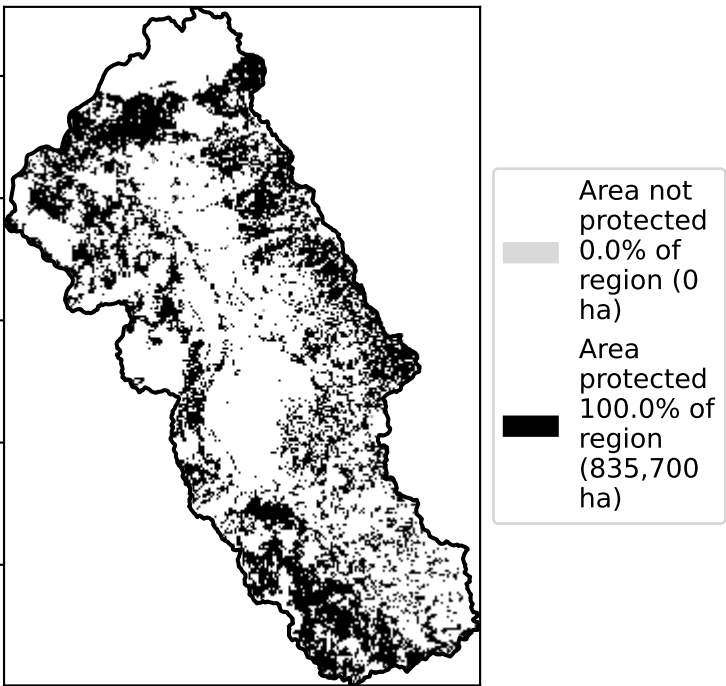 Area not
protected
0.0% of
region (0
ha)
Area
protected
100.0% of
region
(835,700
ha)